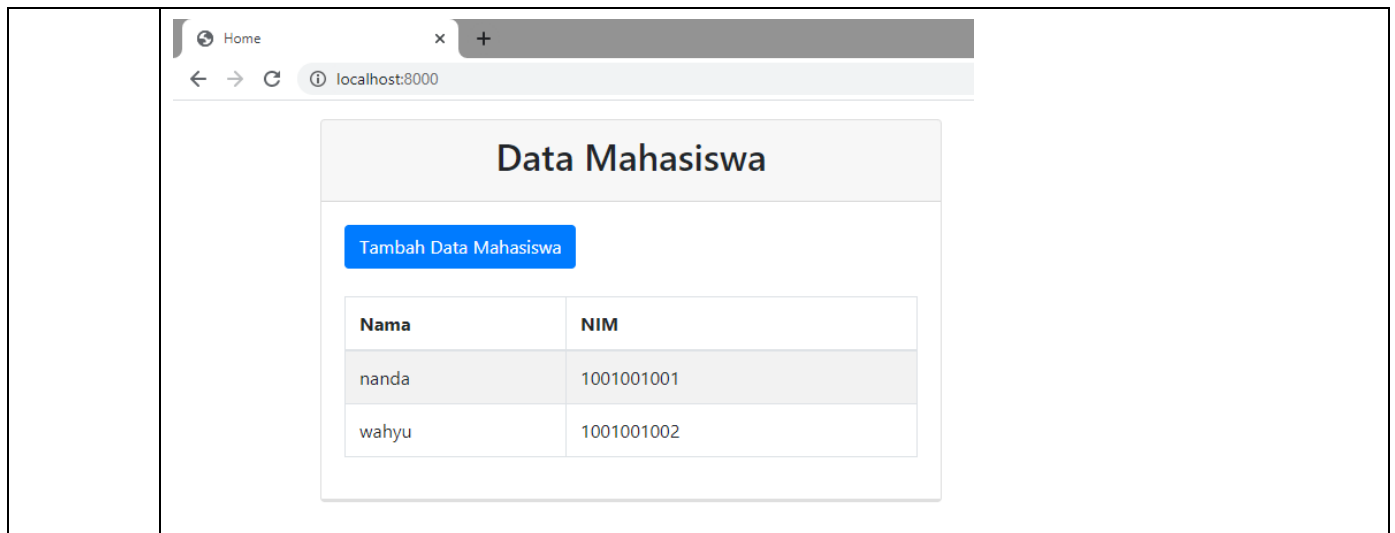 Home
localhost:8000
Data Mahasiswa
Tambah Data Mahasiswa
Nama NIM
nanda 1001001001
wahyu 1001001002